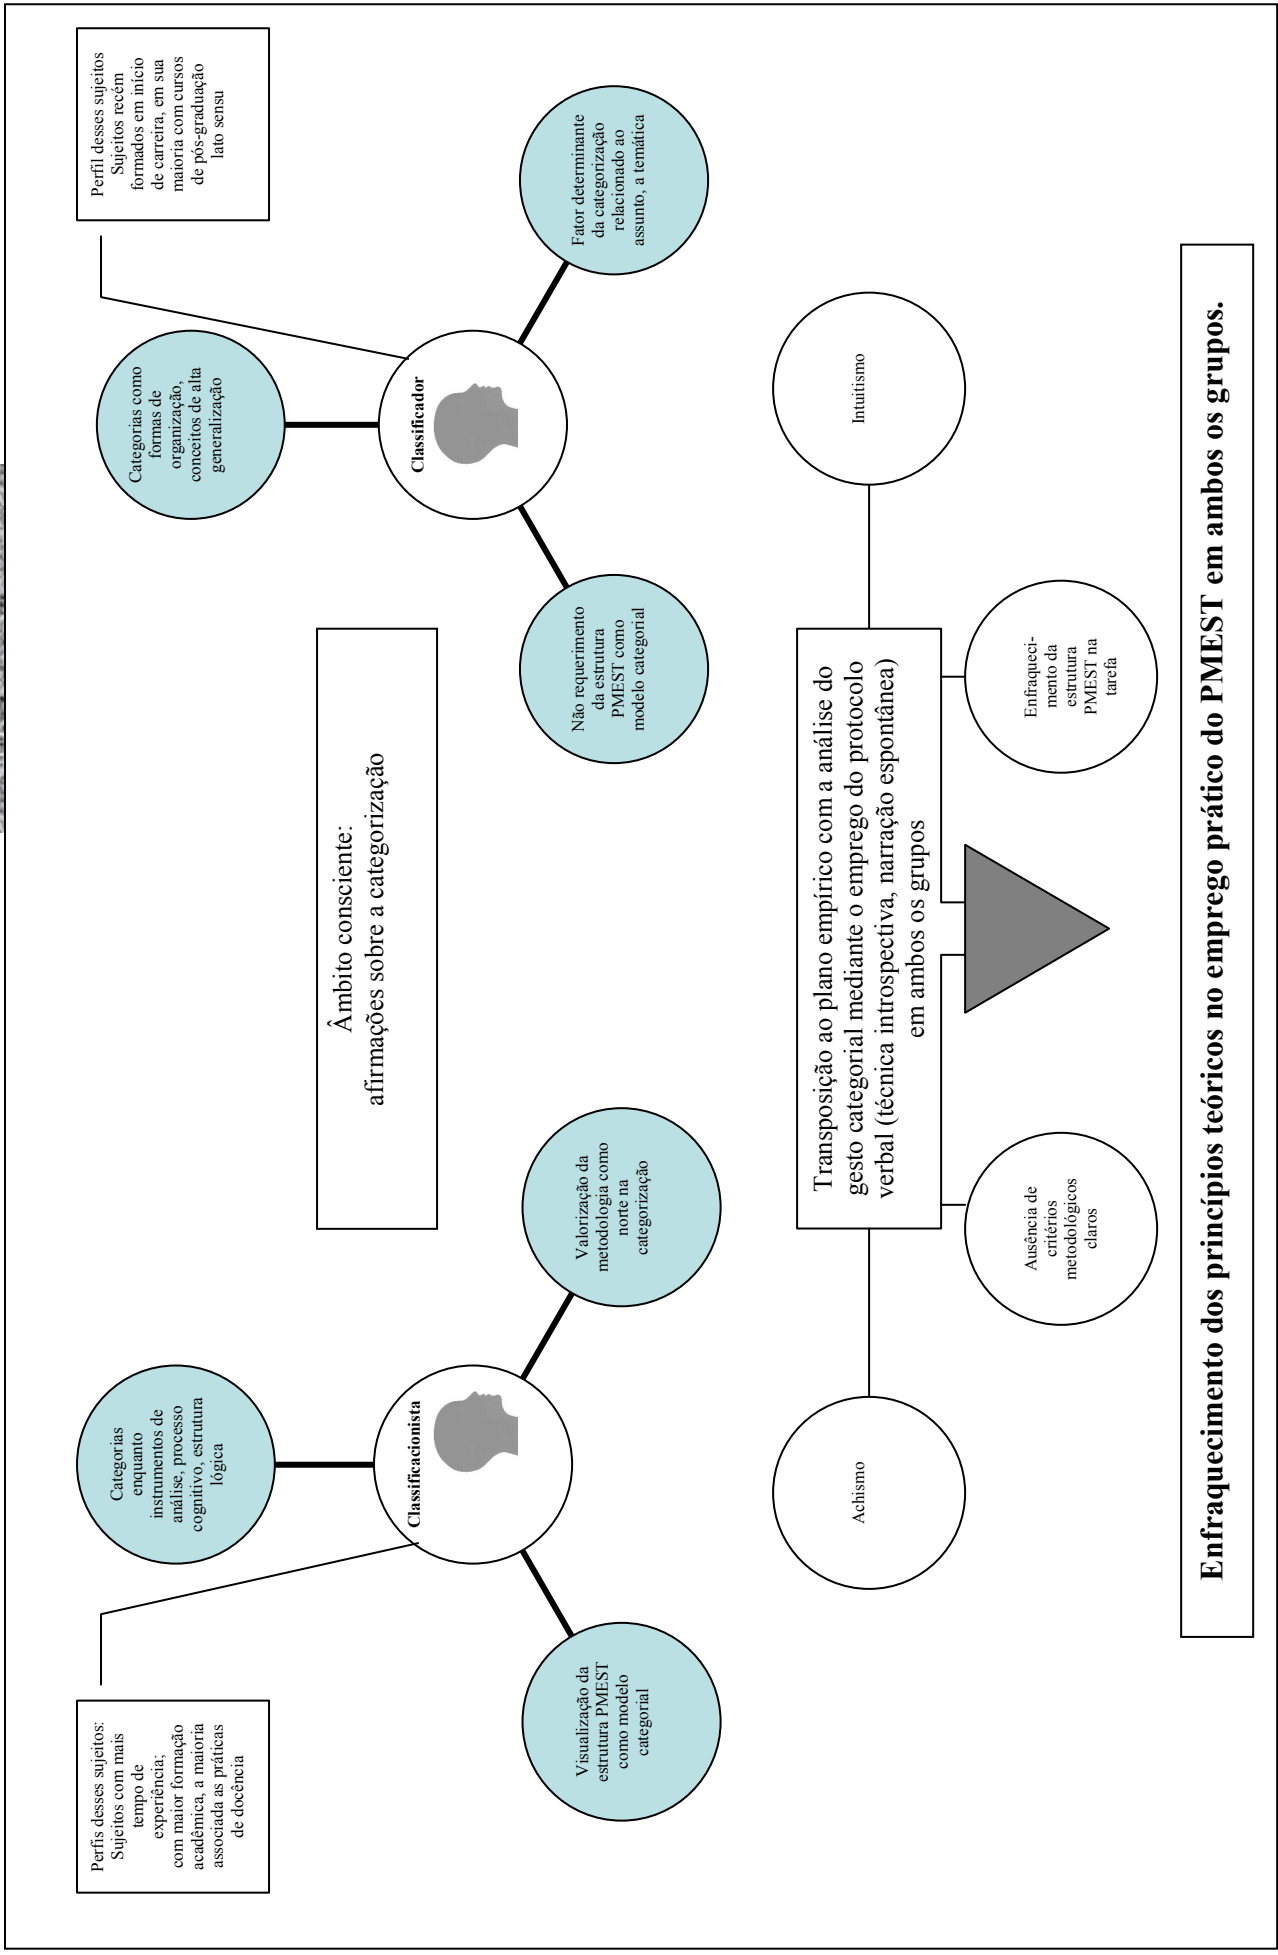 Perfis desses sujeitos:
Sujeitos com mais
tempo de
experiência;
com maior formação
acadêmica, a maioria
associada as práticas
de docência
Categorias
enquanto
instrumentos de
análise, processo
cognitivo, estrutura
lógica
Classificacionista
Visualização da
estrutura PMEST
como modelo
categorial
Valorização da
metodologia como
norte na
categorização
Âmbito consciente:
afirmações sobre a categorização
Perfil desses sujeitos
Sujeitos recém
formados em início
de carreira, em sua
maioria com cursos
de pós-graduação
lato sensu
Categorias como
formas de
organização,
conceitos de alta
generalização
Classificador
Não requerimento
da estrutura
PMEST como
modelo categorial
Fator determinante
da categorização
relacionado ao
assunto, a temática
Transposição ao plano empírico com a análise do
gesto categorial mediante o emprego do protocolo
verbal (técnica introspectiva, narração espontânea)
em ambos os grupos
Achismo
Intuitismo
Ausência de
critérios
metodológicos
claros
Enfraqueci-
mento da
estrutura
PMEST na
tarefa
Enfraquecimento dos princípios teóricos no emprego prático do PMEST em ambos os grupos.